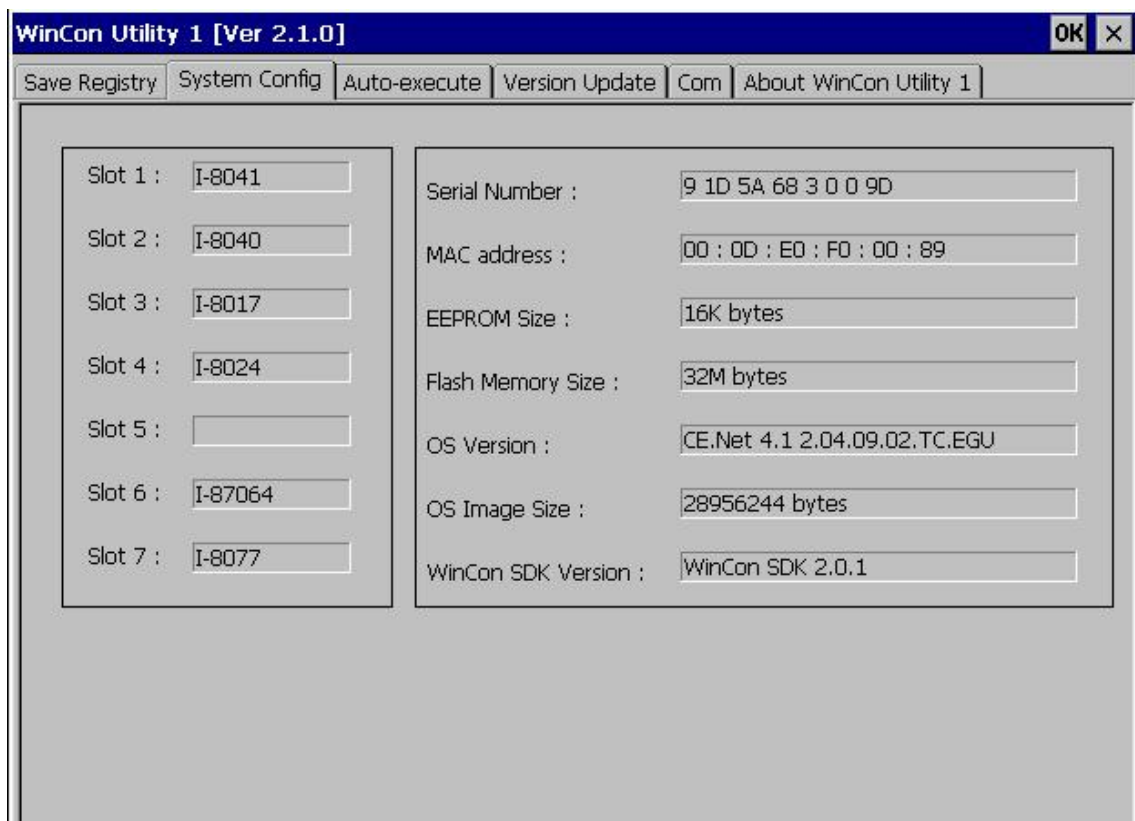 WinCon Utility 1 [Ver 2.1.0] OK ×
Save Registry System Config Auto-execute Version Update Com About WinCon Utility 1
Slot 1 : I-8041
Slot 2 : I-8040
Slot 3 : I-8017
Slot 4 : I-8024
Slot 5 :
Slot 6 : I-87064
Slot 7 : I-8077
Serial Number : 9 1D 5A 68 3 0 0 9D
MAC address : 00 : 0D : E0 : F0 : 00 : 89
EEPROM Size : 16K bytes
Flash Memory Size : 32M bytes
OS Version : CE.Net 4.1 2.04.09.02.TC.EGU
OS Image Size : 28956244 bytes
WinCon SDK Version : WinCon SDK 2.0.1